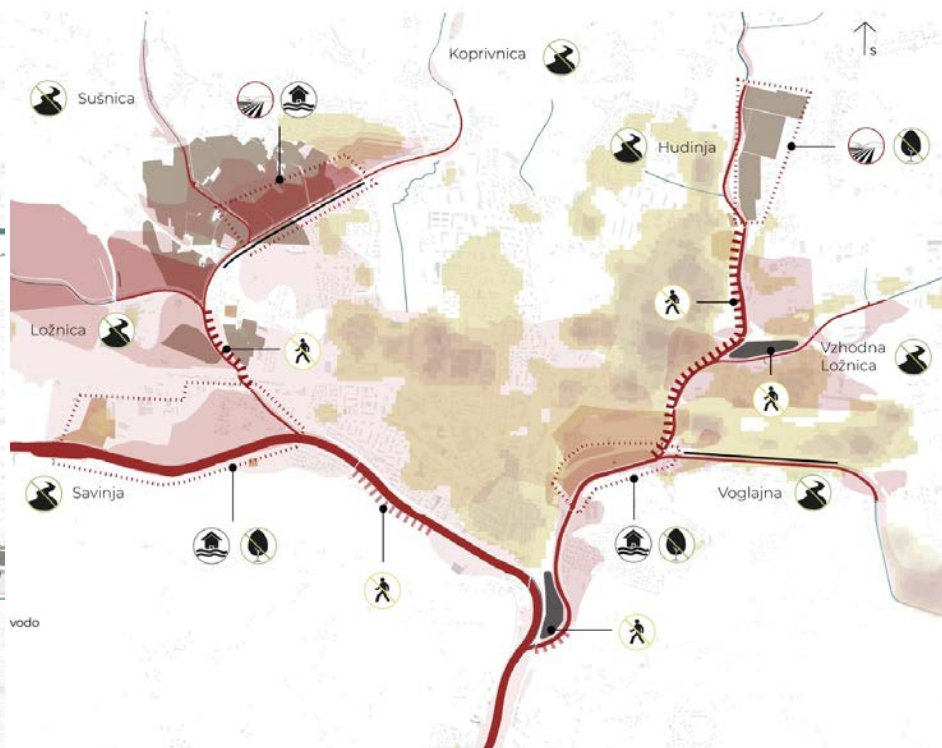 Koprivnica
S
Sušnica
Hudinja
Ložnica
Vzhodna
Ložnica
Savinja
Voglajna
vodo